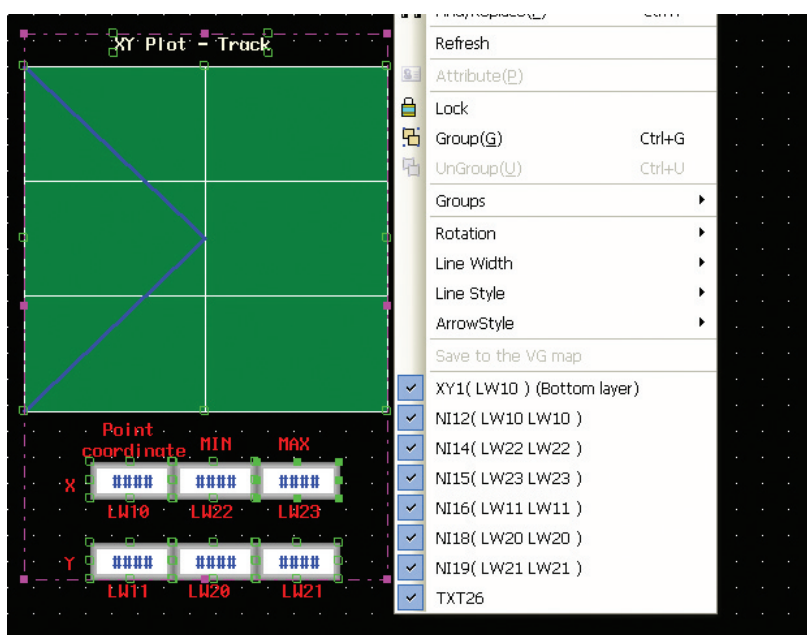 XY Plot - Track
Point
coordinate
MIN
MAX
X
####
####
####
LW10
LW22
LW23
Y
####
####
####
LW11
LW20
LW21
Refresh
Attribute(P)
Lock
Group(G) Ctrl+G
UnGroup(U) Ctrl+U
Groups
Rotation
Line Width
Line Style
ArrowStyle
Save to the VG map
XY1( LW10 ) (Bottom layer)
NI12( LW10 LW10 )
NI14( LW22 LW22 )
NI15( LW23 LW23 )
NI16( LW11 LW11 )
NI18( LW20 LW20 )
NI19( LW21 LW21 )
TXT26